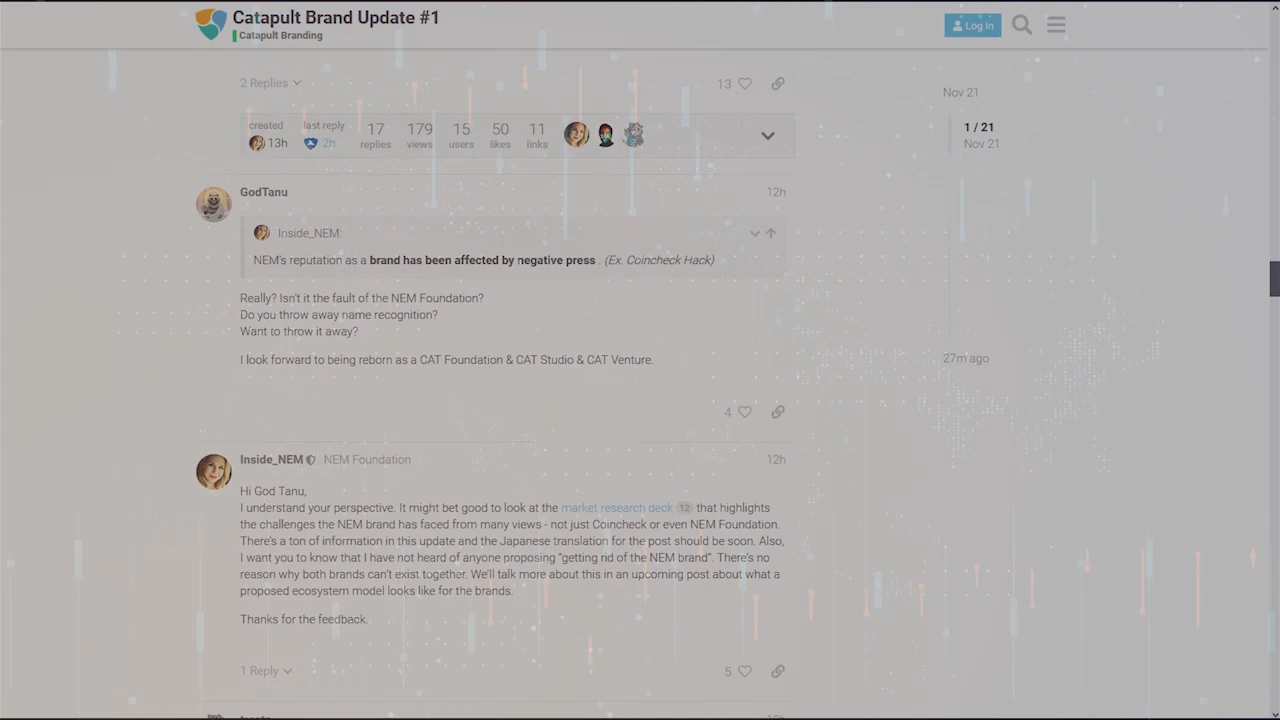 Catapult Brand Update #1
Catapult Branding
Log In
2 Replies
13
created
last reply
17
179
15
50
11
13h
2h
replies
views
users
likes
links
Nov 21
1 / 21
Nov 21
27m ago
GodTanu
12h
Inside_NEM:
NEM's reputation as a brand has been affected by negative press . (Ex. Coincheck Hack)
Really? Isn't it the fault of the NEM Foundation?
Do you throw away name recognition?
Want to throw it away?
I look forward to being reborn as a CAT Foundation & CAT Studio & CAT Venture.
4
Inside_NEM NEM Foundation
12h
Hi God Tanu,
I understand your perspective. It might bet good to look at the market research deck 12 that highlights
the challenges the NEM brand has faced from many views - not just Coincheck or even NEM Foundation.
There's a ton of information in this update and the Japanese translation for the post should be soon. Also,
I want you to know that I have not heard of anyone proposing "getting rid of the NEM brand". There's no
reason why both brands can't exist together. We'll talk more about this in an upcoming post about what a
proposed ecosystem model looks like for the brands.
Thanks for the feedback.
1 Reply
5